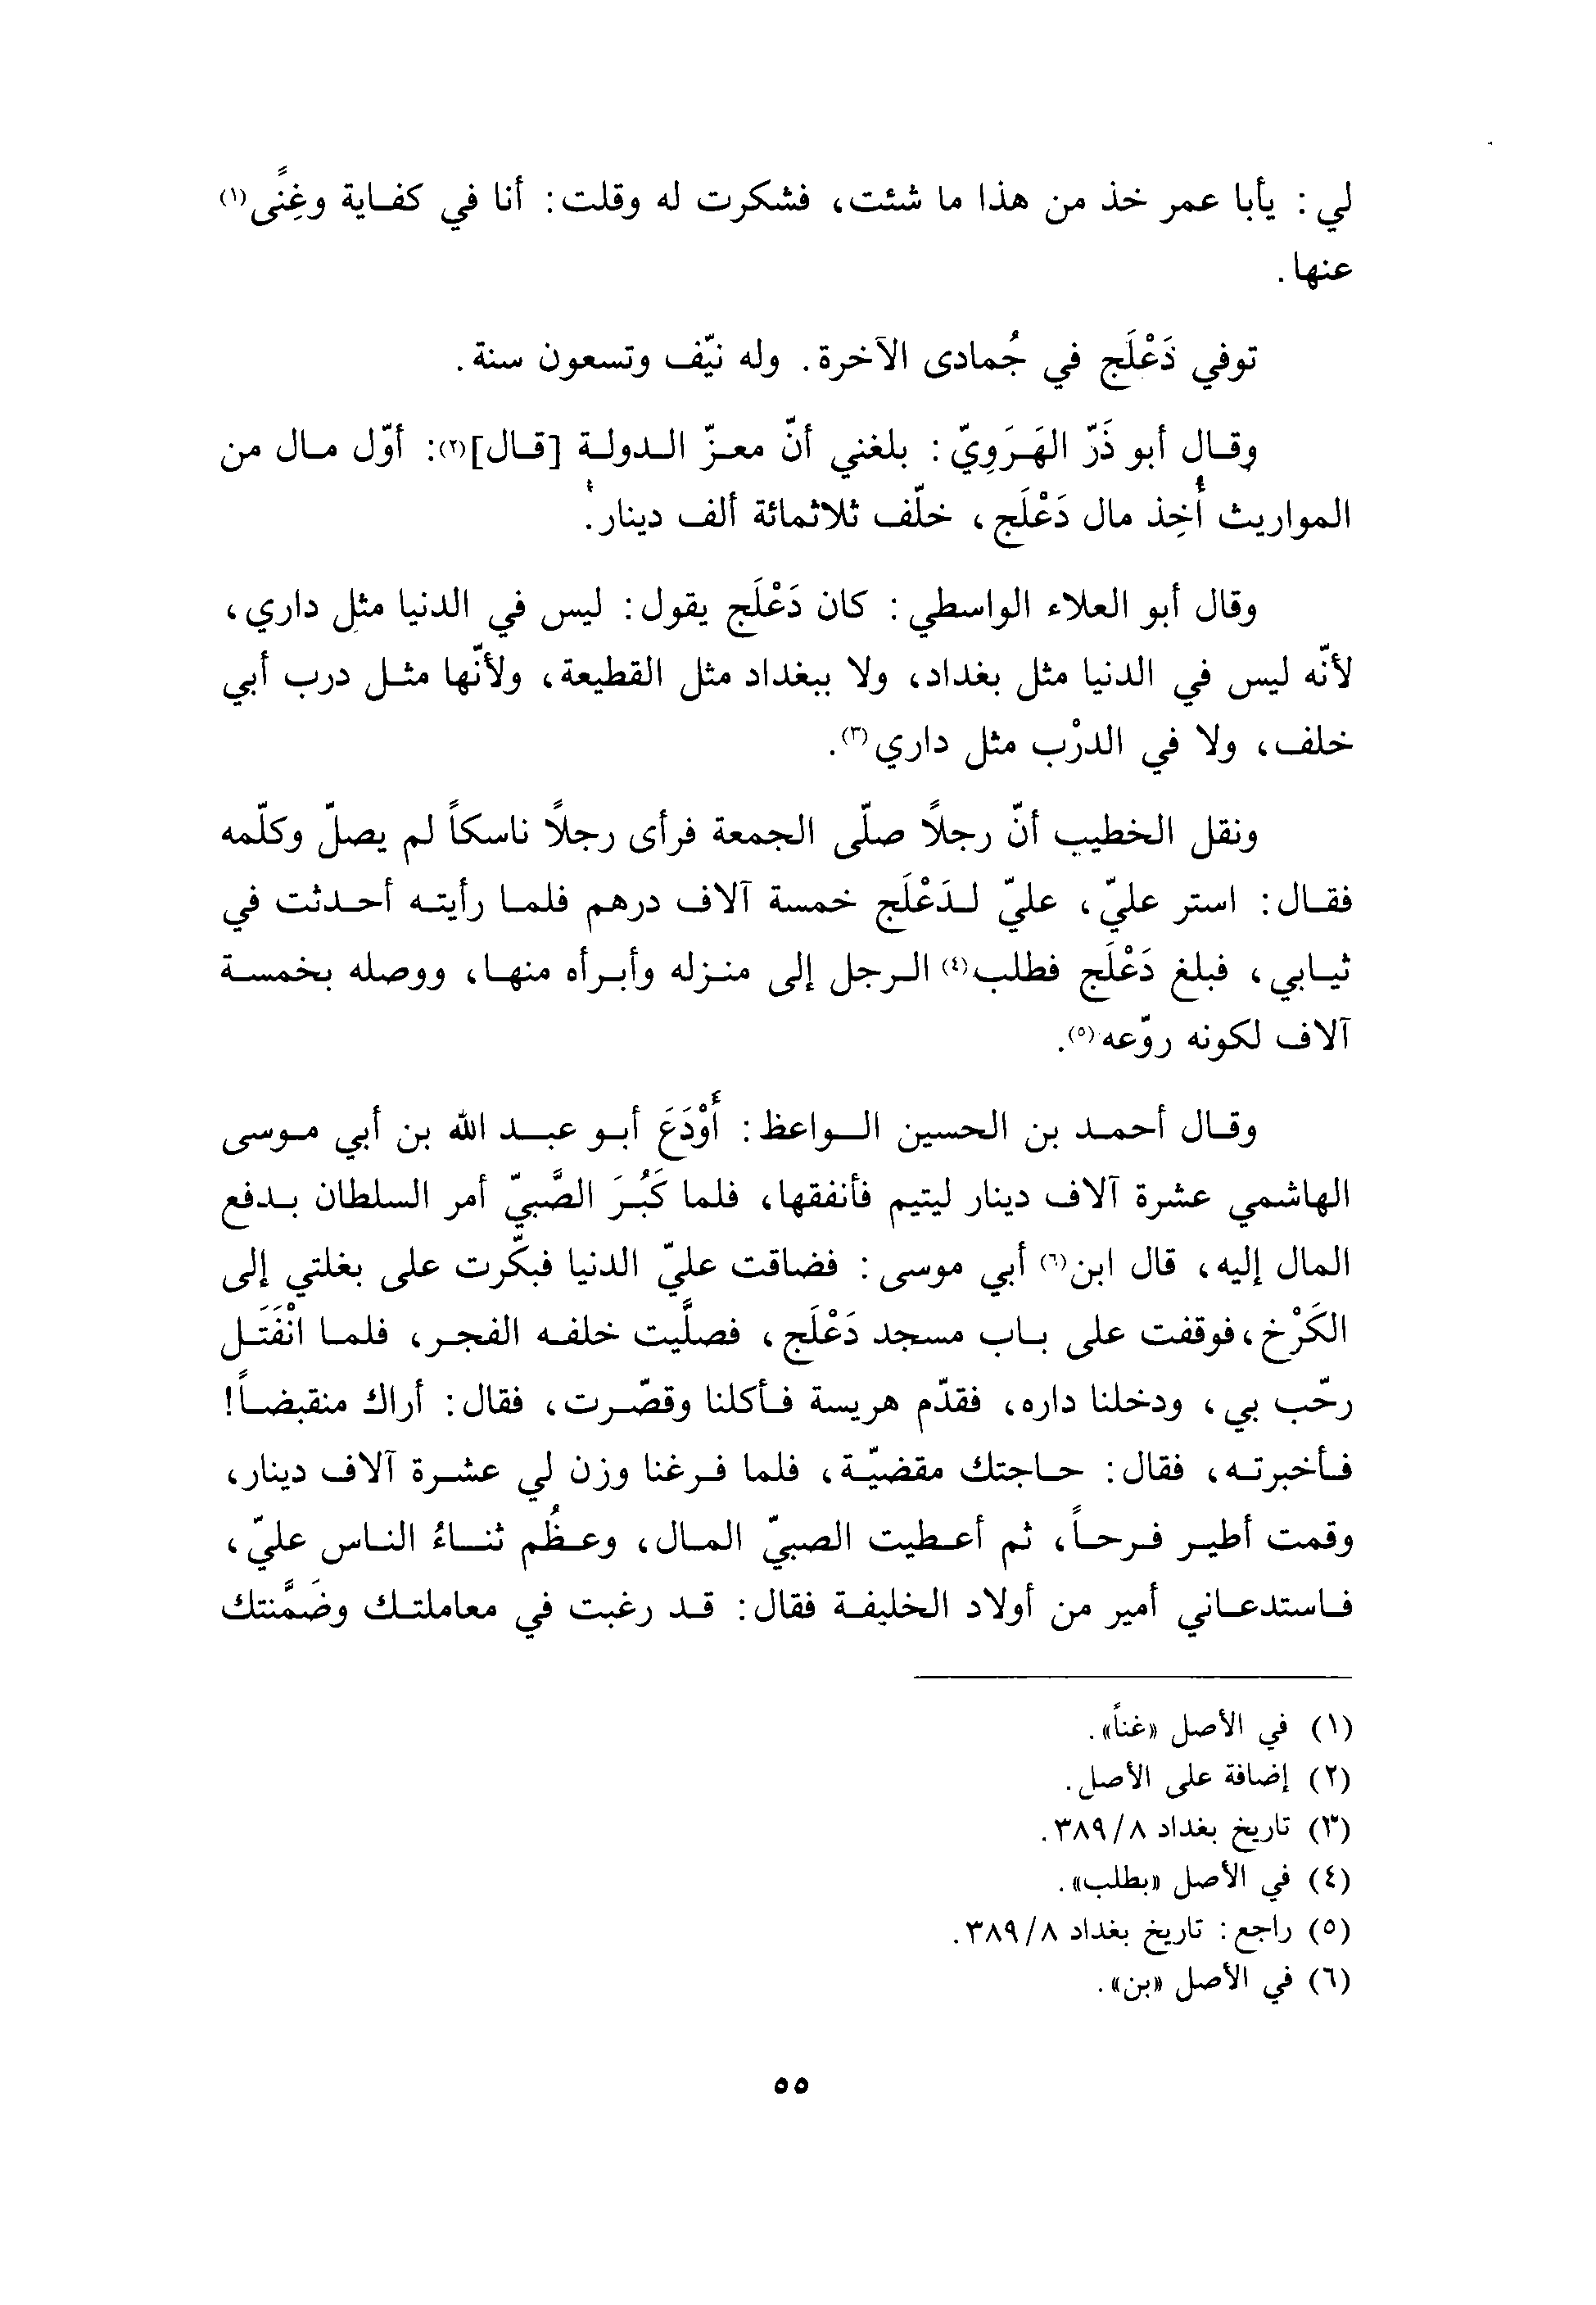 لي: يأبا عمر خذ من هذا ما شئت، فشكرت له وقلت: أنا في كفاية وغِنًى(١)
عنها.
توفي دَعْلَج في جُمادى الآخرة. وله نيّف وتسعون سنة.
وقال أبو ذَرّ الهَرَوِيّ: بلغني أنّ معزّ الدولة [قال](٢): أوّل مال من
المواريث أُخِذ مال دَعْلَج، خلّف ثلاثمائة ألف دينار.
وقال أبو العلاء الواسطي: كان دَعْلَج يقول: ليس في الدنيا مثل داري،
لأنّه ليس في الدنيا مثل بغداد، ولا ببغداد مثل القطيعة، ولأنّها مثل درب أبي
خلف، ولا في الدرْب مثل داري(٣).
ونقل الخطيب أنّ رجلاً صلّى الجمعة فرأى رجلاً ناسكاً لم يصلّ وكلّمه
فقال: استر عليّ، عليّ لدَعْلَج خمسة آلاف درهم فلما رأيته أحدثت في
ثيابي، فبلغ دَعْلَج فطلب(٤) الرجل إلى منزله وأبرأه منها، ووصله بخمسة
آلاف لكونه روّعه(٥).
وقال أحمد بن الحسين الواعظ: أَوْدَعَ أبو عبد الله بن أبي موسى
الهاشمي عشرة آلاف دينار ليتيم فأنفقها، فلما كَبُرَ الصَّبيّ أمر السلطان بدفع
المال إليه، قال ابن(٦) أبي موسى: فضاقت عليّ الدنيا فبكّرت على بغلتي إلى
الكَرْخ، فوقفت على باب مسجد دَعْلَج، فصلَّيت خلفه الفجر، فلما انْفَتَل
رحّب بي، ودخلنا داره، فقدّم هريسة فأكلنا وقصّرت، فقال: أراك منقبضاً!
فأخبرته، فقال: حاجتك مقضيّة، فلما فرغنا وزن لي عشرة آلاف دينار،
وقمت أطير فرحاً، ثم أعطيت الصبيّ المال، وعظُم ثناءُ الناس عليّ،
فاستدعاني أمير من أولاد الخليفة فقال: قد رغبت في معاملتك وضَمَّنتك
(١) في الأصل «غناً».
(٢) إضافة على الأصل.
(٣) تاريخ بغداد ٣٨٩/٨.
(٤) في الأصل «بطلب».
(٥) راجع: تاريخ بغداد ٣٨٩/٨.
(٦) في الأصل «بن».
٥٥